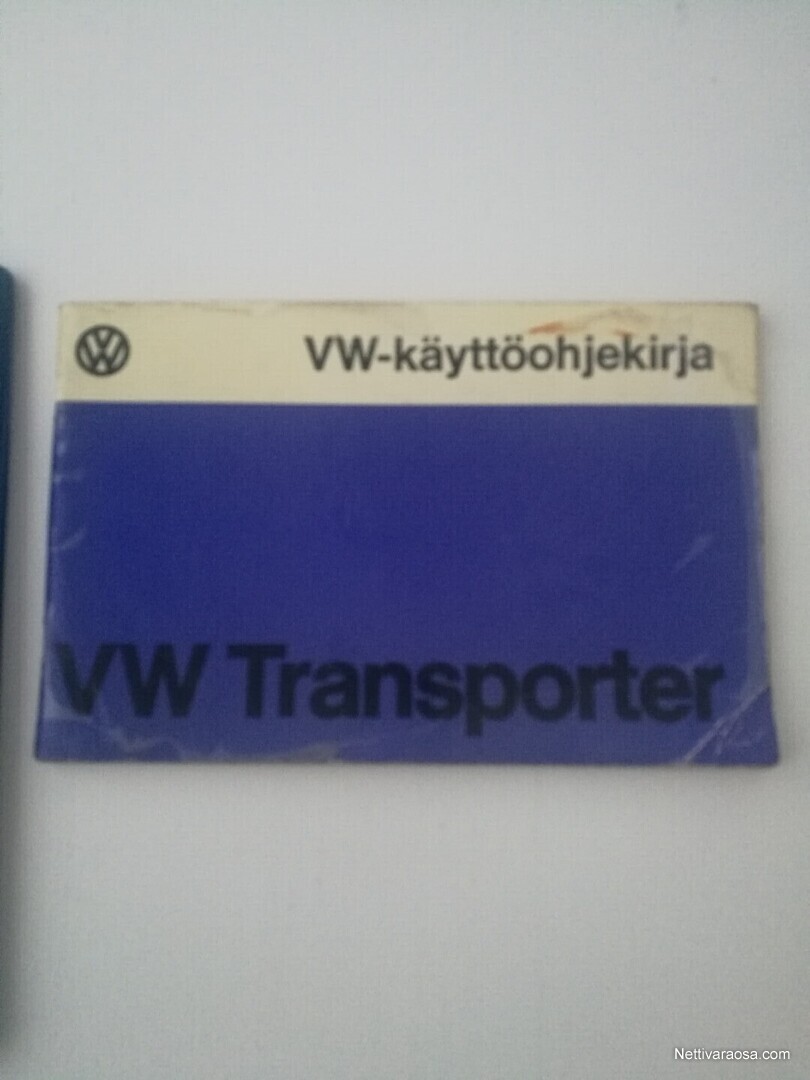 VW-käyttöohjekirja
VW Transporter
Nettivaraosa.com